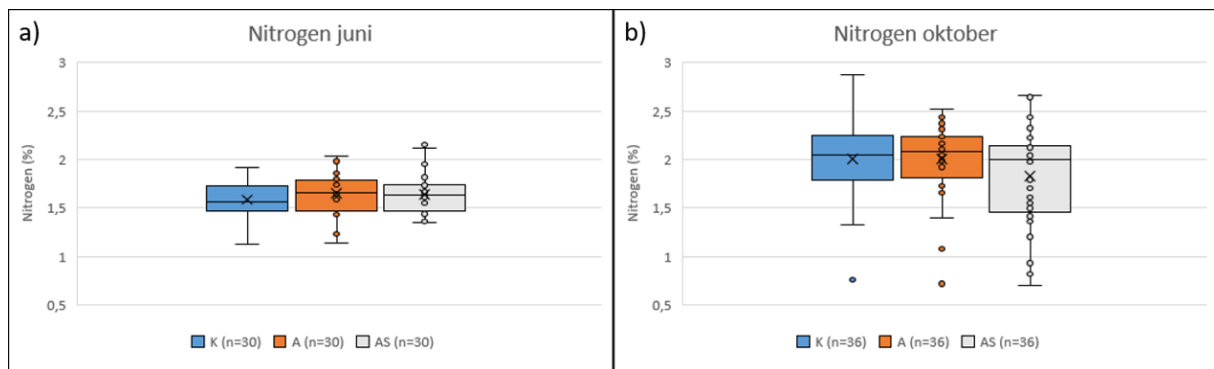 a)
Nitrogen juni
3
2,5
2
1,5
1
0,5
Nitrogen (%)
K (n=30) A (n=30) AS (n=30)
b)
Nitrogen oktober
3
2,5
2
1,5
1
0,5
Nitrogen (%)
K (n=36) A (n=36) AS (n=36)